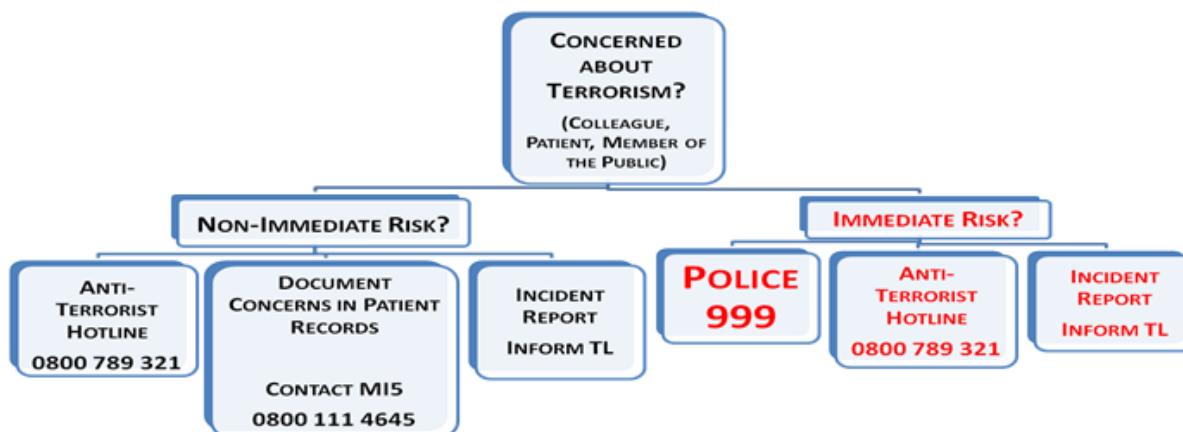 CONCERNED
ABOUT
TERRORISM?
(COLLEAGUE,
PATIENT, MEMBER OF
THE PUBLIC)
NON-IMMEDIATE RISK?
IMMEDIATE RISK?
ANTI-
TERRORIST
HOTLINE
0800 789 321
DOCUMENT
CONCERNS IN PATIENT
RECORDS
CONTACT MI5
0800 111 4645
INCIDENT
REPORT
INFORM TL
POLICE
999
ANTI-
TERRORIST
HOTLINE
0800 789 321
INCIDENT
REPORT
INFORM TL